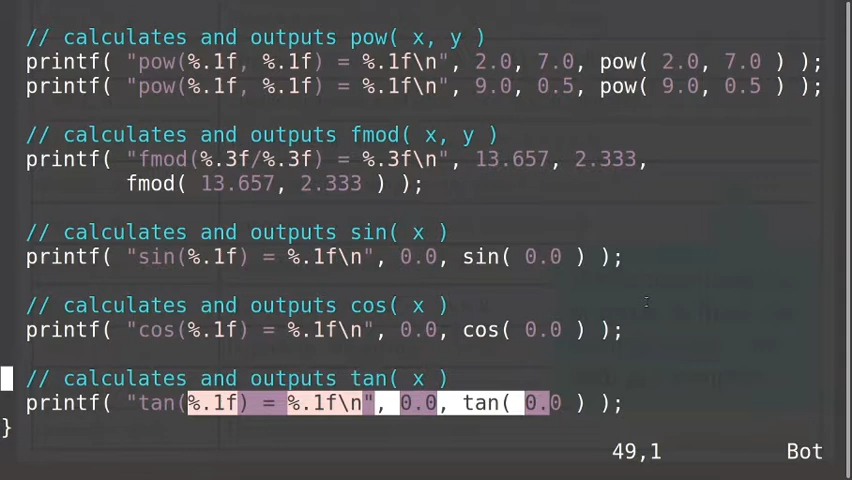 // calculates and outputs pow( x, y )
printf( "pow(%.1f, %.1f) = %.1f\n", 2.0, 7.0, pow( 2.0, 7.0 ) );
printf( "pow(%.1f, %.1f) = %.1f\n", 9.0, 0.5, pow( 9.0, 0.5 ) );
// calculates and outputs fmod( x, y )
printf( "fmod(%.3f/%.3f) = %.3f\n", 13.657, 2.333,
fmod( 13.657, 2.333 ) );
// calculates and outputs sin( x )
printf( "sin(%.1f) = %.1f\n", 0.0, sin( 0.0 ) );
// calculates and outputs cos( x )
printf( "cos(%.1f) = %.1f\n", 0.0, cos( 0.0 ) );
// calculates and outputs tan( x )
printf( "tan(%.1f) = %.1f\n", 0.0, tan( 0.0 ) );
}
49,1 Bot